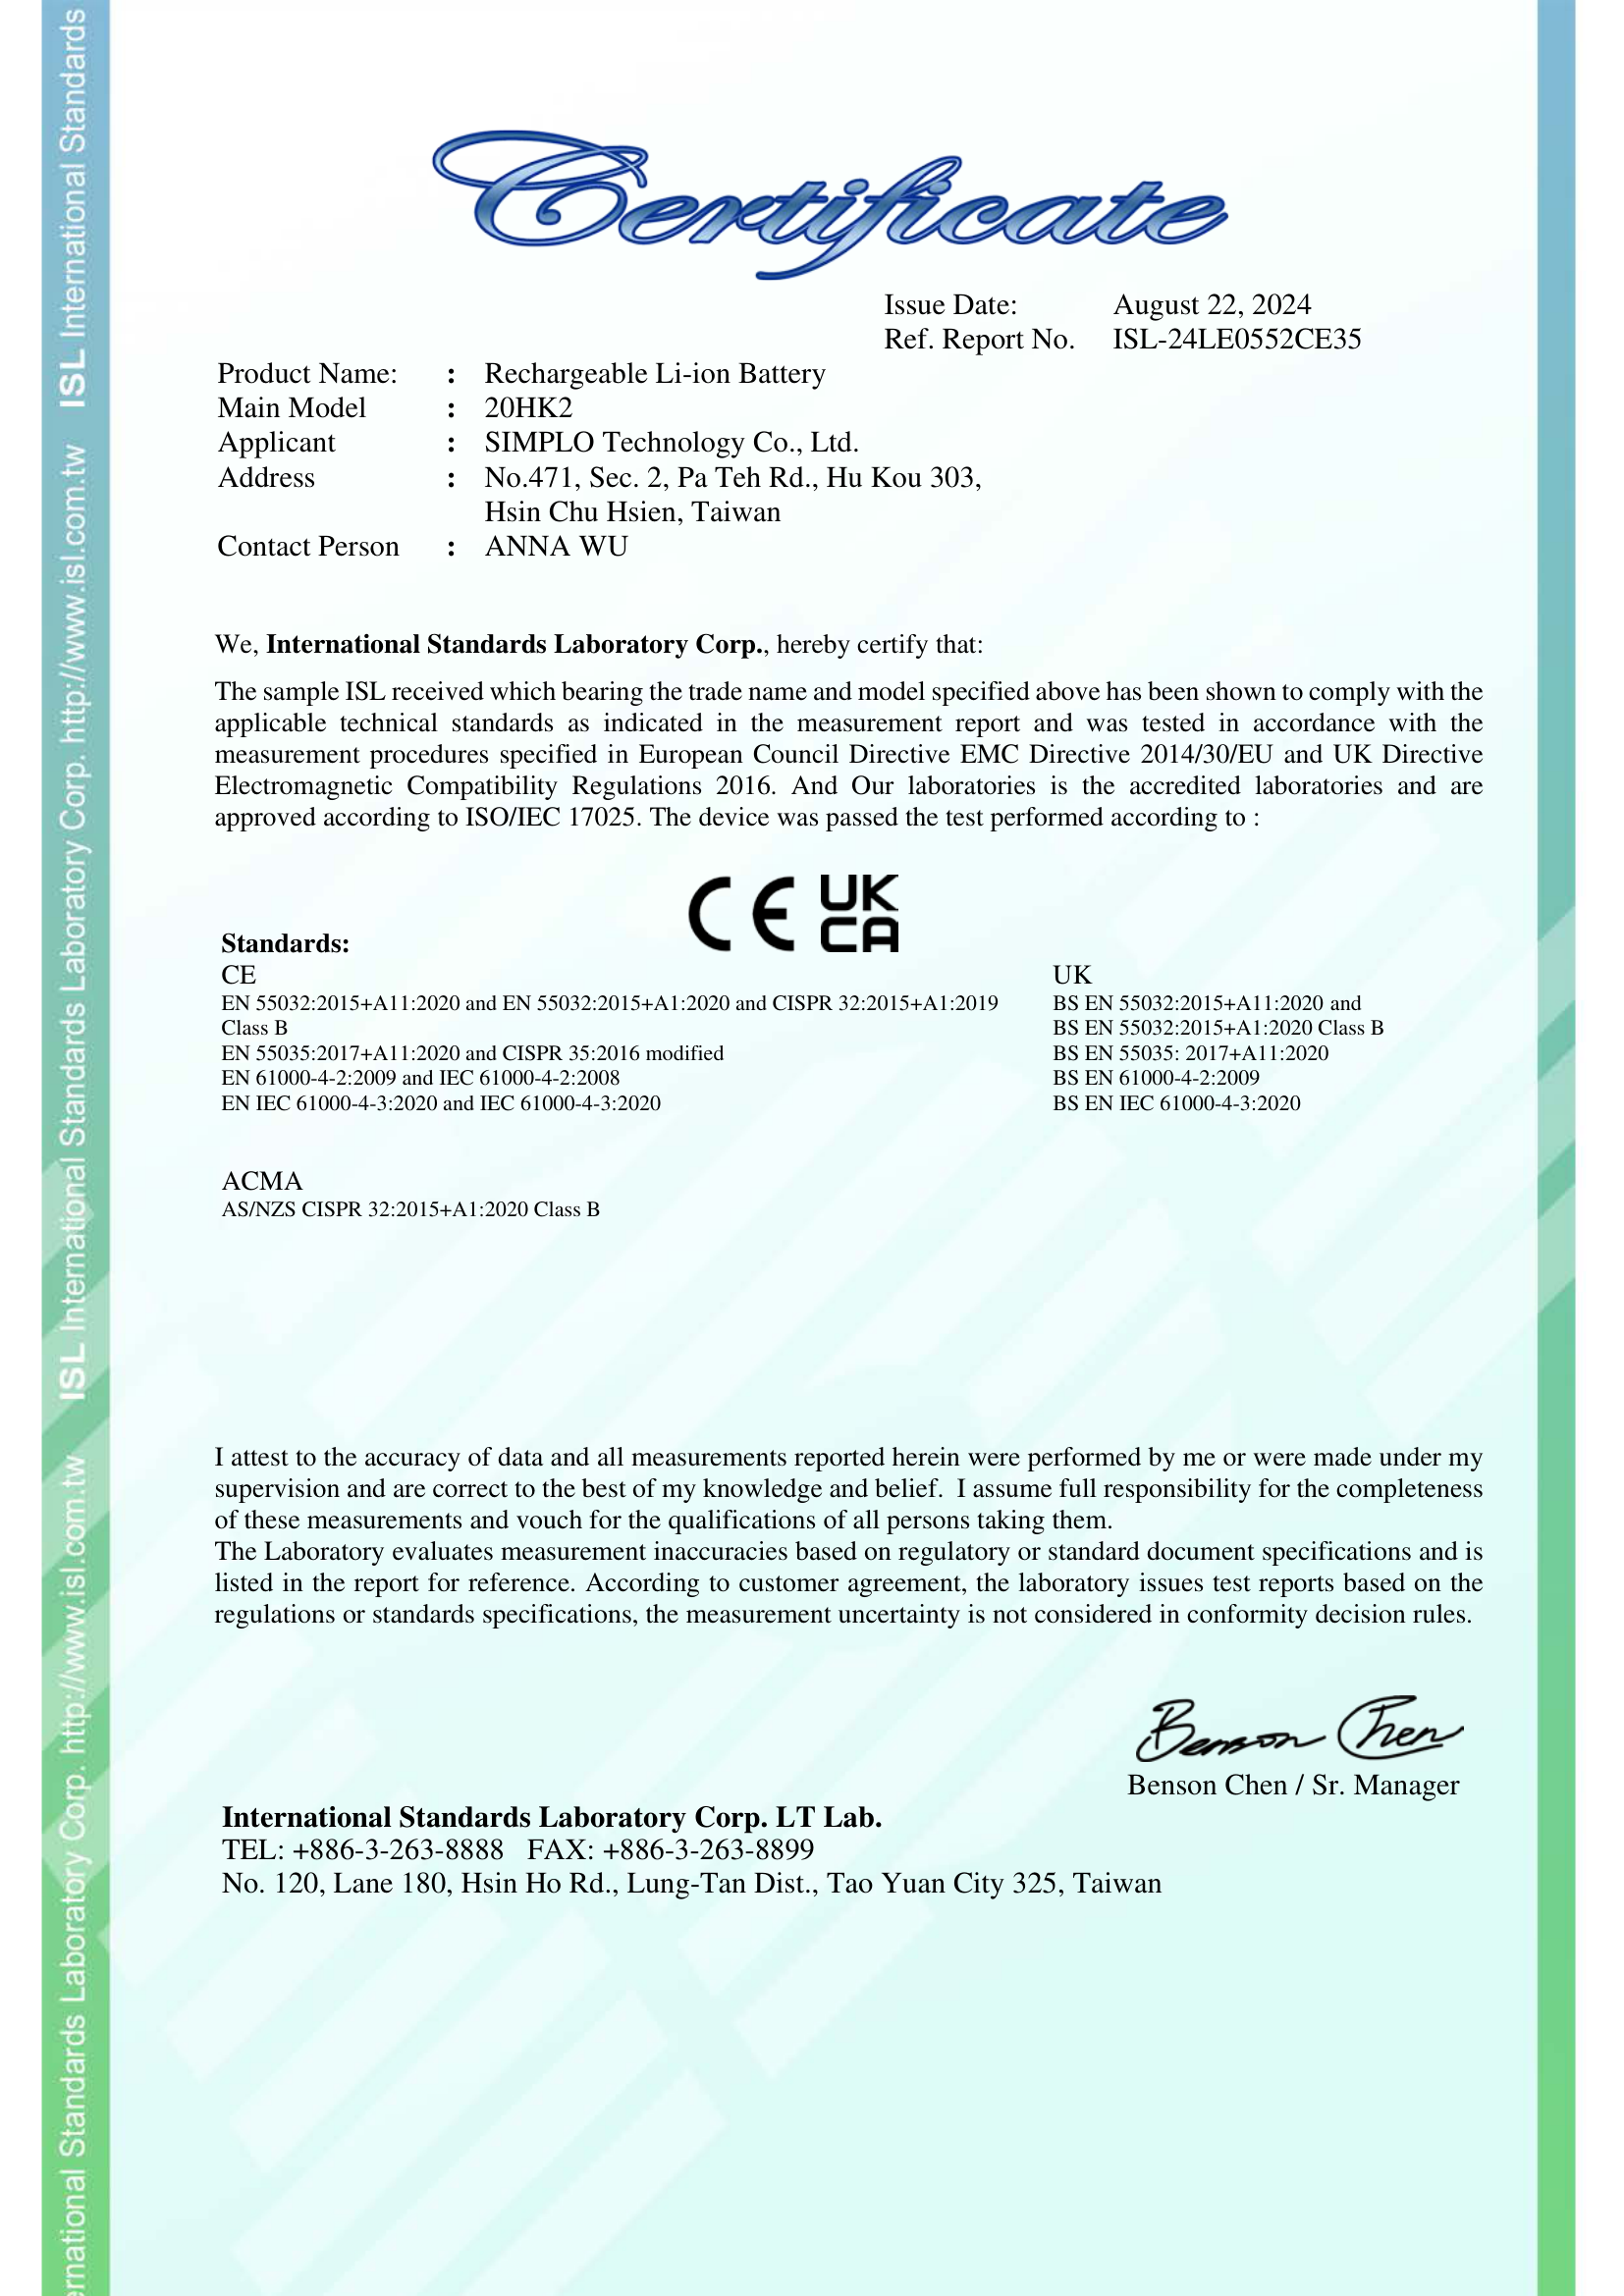 Certificate
Issue Date: August 22, 2024
Ref. Report No. ISL-24LE0552CE35
Product Name: : Rechargeable Li-ion Battery
Main Model : 20HK2
Applicant : SIMPLO Technology Co., Ltd.
Address : No.471, Sec. 2, Pa Teh Rd., Hu Kou 303,
Hsin Chu Hsien, Taiwan
Contact Person : ANNA WU
We, International Standards Laboratory Corp., hereby certify that:
The sample ISL received which bearing the trade name and model specified above has been shown to comply with the
applicable technical standards as indicated in the measurement report and was tested in accordance with the
measurement procedures specified in European Council Directive EMC Directive 2014/30/EU and UK Directive
Electromagnetic Compatibility Regulations 2016. And Our laboratories is the accredited laboratories and are
approved according to ISO/IEC 17025. The device was passed the test performed according to :
CE UK
CA
Standards:
CE
EN 55032:2015+A11:2020 and EN 55032:2015+A1:2020 and CISPR 32:2015+A1:2019
Class B
EN 55035:2017+A11:2020 and CISPR 35:2016 modified
EN 61000-4-2:2009 and IEC 61000-4-2:2008
EN IEC 61000-4-3:2020 and IEC 61000-4-3:2020
UK
BS EN 55032:2015+A11:2020 and
BS EN 55032:2015+A1:2020 Class B
BS EN 55035: 2017+A11:2020
BS EN 61000-4-2:2009
BS EN IEC 61000-4-3:2020
ACMA
AS/NZS CISPR 32:2015+A1:2020 Class B
I attest to the accuracy of data and all measurements reported herein were performed by me or were made under my
supervision and are correct to the best of my knowledge and belief.  I assume full responsibility for the completeness
of these measurements and vouch for the qualifications of all persons taking them.
The Laboratory evaluates measurement inaccuracies based on regulatory or standard document specifications and is
listed in the report for reference. According to customer agreement, the laboratory issues test reports based on the
regulations or standards specifications, the measurement uncertainty is not considered in conformity decision rules.
Benson Chen
Benson Chen / Sr. Manager
International Standards Laboratory Corp. LT Lab.
TEL: +886-3-263-8888   FAX: +886-3-263-8899
No. 120, Lane 180, Hsin Ho Rd., Lung-Tan Dist., Tao Yuan City 325, Taiwan
ernational Standards Laboratory Corp. http://www.isl.com.tw ISL International Standards Laboratory Corp. http://www.isl.com.tw ISL International Standards